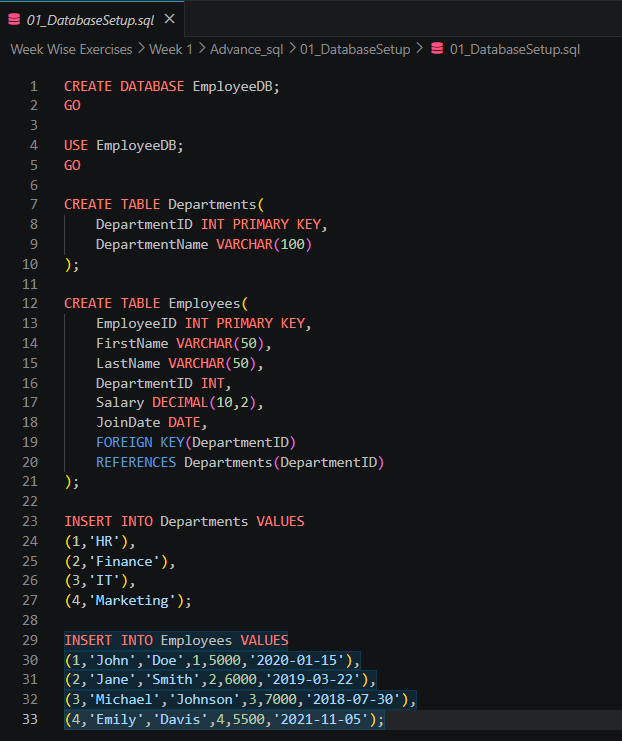 01_DatabaseSetup.sql
Week Wise Exercises > Week 1 > Advance_sql > 01_DatabaseSetup > 01_DatabaseSetup.sql
1 CREATE DATABASE EmployeeDB;
2 GO
3
4 USE EmployeeDB;
5 GO
6
7 CREATE TABLE Departments(
8     DepartmentID INT PRIMARY KEY,
9     DepartmentName VARCHAR(100)
10 );
11
12 CREATE TABLE Employees(
13     EmployeeID INT PRIMARY KEY,
14     FirstName VARCHAR(50),
15     LastName VARCHAR(50),
16     DepartmentID INT,
17     Salary DECIMAL(10,2),
18     JoinDate DATE,
19     FOREIGN KEY(DepartmentID)
20     REFERENCES Departments(DepartmentID)
21 );
22
23 INSERT INTO Departments VALUES
24 (1,'HR'),
25 (2,'Finance'),
26 (3,'IT'),
27 (4,'Marketing');
28
29 INSERT INTO Employees VALUES
30 (1,'John','Doe',1,5000,'2020-01-15'),
31 (2,'Jane','Smith',2,6000,'2019-03-22'),
32 (3,'Michael','Johnson',3,7000,'2018-07-30'),
33 (4,'Emily','Davis',4,5500,'2021-11-05');